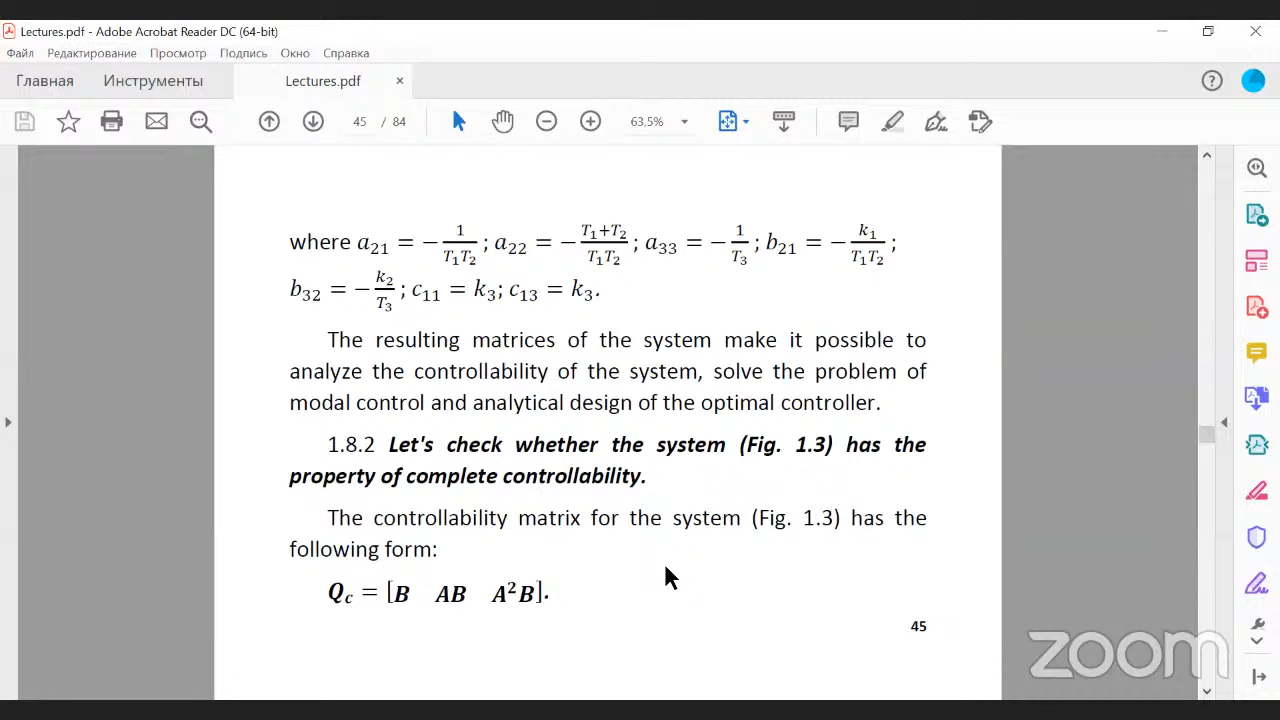 Lectures.pdf - Adobe Acrobat Reader DC (64-bit)
Файл Редактирование Просмотр Подпись Окно Справка
Главная Инструменты Lectures.pdf ×
45 / 84 63,5%
where a₂₁ = −1/(T₁T₂); a₂₂ = −(T₁+T₂)/(T₁T₂); a₃₃ = −1/T₃; b₂₁ = −k₁/(T₁T₂);
b₃₂ = −k₂/T₃; c₁₁ = k₃; c₁₃ = k₃.
The resulting matrices of the system make it possible to
analyze the controllability of the system, solve the problem of
modal control and analytical design of the optimal controller.
1.8.2 Let's check whether the system (Fig. 1.3) has the
property of complete controllability.
The controllability matrix for the system (Fig. 1.3) has the
following form:
Q_c = [B AB A²B].
45
zoom